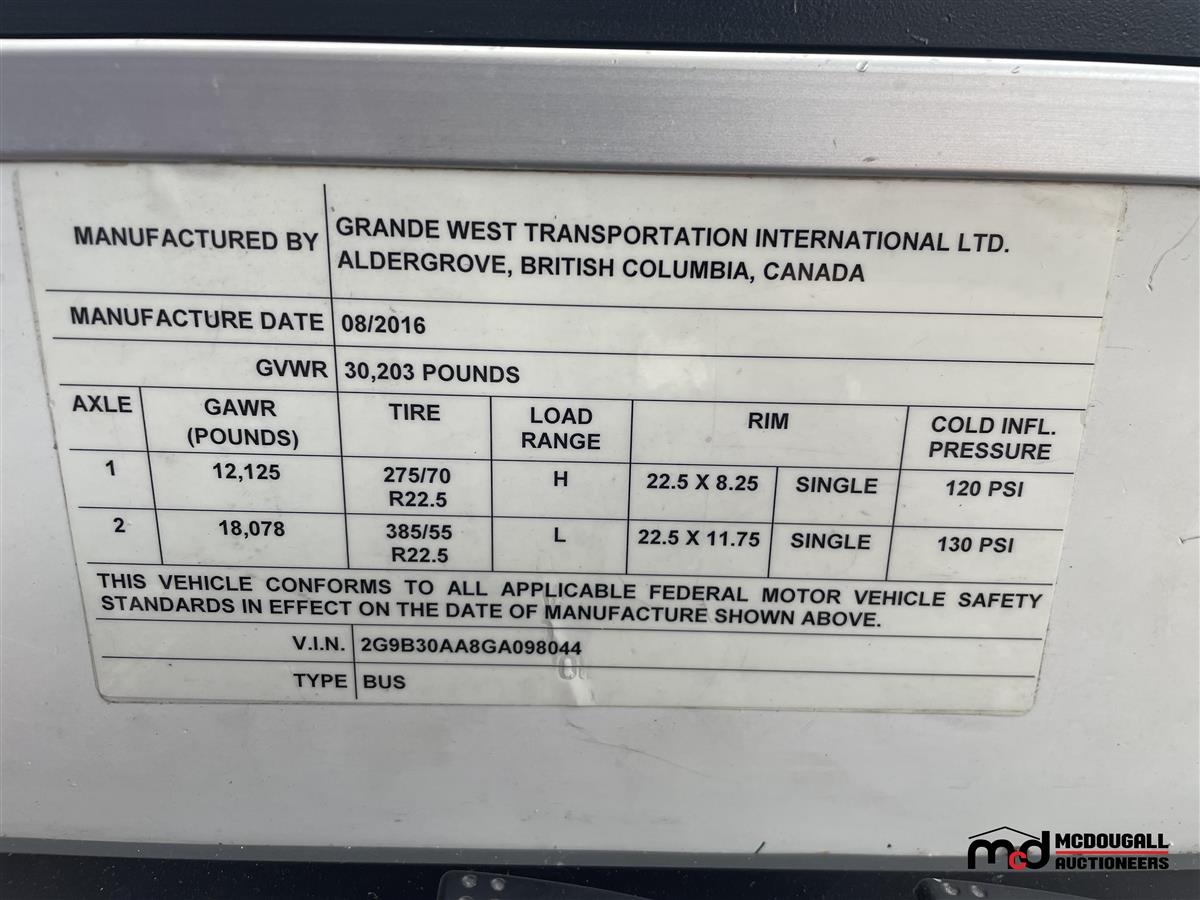 MANUFACTURED BY
GRANDE WEST TRANSPORTATION INTERNATIONAL LTD.
ALDERGROVE, BRITISH COLUMBIA, CANADA
MANUFACTURE DATE 08/2016
GVWR 30,203 POUNDS
AXLE GAWR (POUNDS) TIRE LOAD RANGE RIM COLD INFL. PRESSURE
1 12,125 275/70 R22.5 H 22.5 X 8.25 SINGLE 120 PSI
2 18,078 385/55 R22.5 L 22.5 X 11.75 SINGLE 130 PSI
THIS VEHICLE CONFORMS TO ALL APPLICABLE FEDERAL MOTOR VEHICLE SAFETY
STANDARDS IN EFFECT ON THE DATE OF MANUFACTURE SHOWN ABOVE.
V.I.N. 2G9B30AA8GA098044
TYPE BUS
mcd MCDOUGALL
AUCTIONEERS